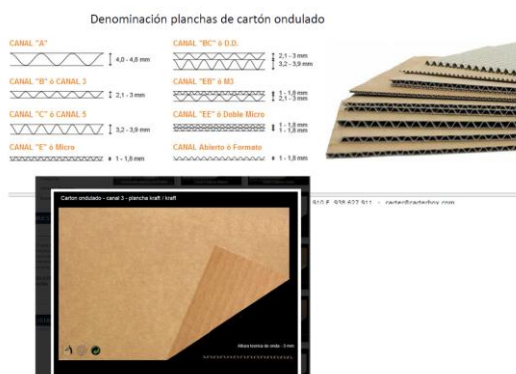 Denominación planchas de cartón ondulado
CANAL "A"
4,0 - 4,8 mm
CANAL "B" ó CANAL 3
2,1 - 3 mm
CANAL "C" ó CANAL 5
3,2 - 3,9 mm
CANAL "E" ó Micro
1 - 1,8 mm
CANAL "BC" ó D.D.
2,1 - 3 mm
3,2 - 3,9 mm
CANAL "EB" ó M3
1 - 1,8 mm
2,1 - 3 mm
CANAL "EE" ó Doble Micro
1 - 1,8 mm
1 - 1,8 mm
CANAL Abierto ó Formato
1 - 1,8 mm
Carton ondulado - canal 3 - plancha kraft / kraft
Altura teorica de onda - 3 mm